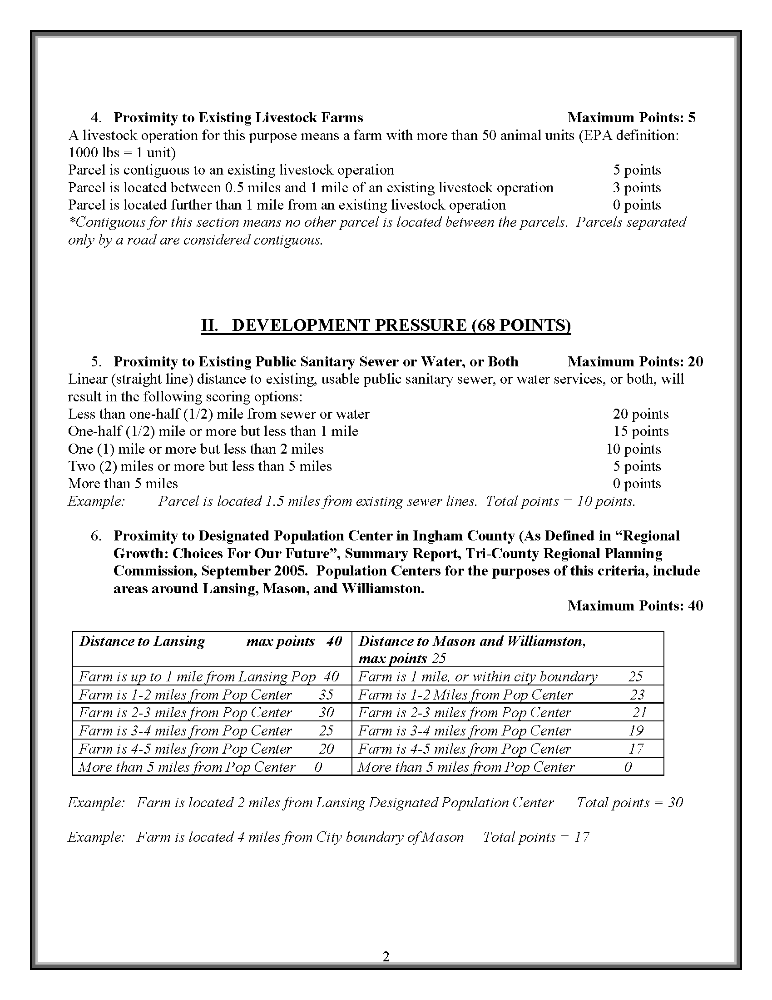 4. Proximity to Existing Livestock Farms Maximum Points: 5
A livestock operation for this purpose means a farm with more than 50 animal units (EPA definition:
1000 lbs = 1 unit)
Parcel is contiguous to an existing livestock operation 5 points
Parcel is located between 0.5 miles and 1 mile of an existing livestock operation 3 points
Parcel is located further than 1 mile from an existing livestock operation 0 points
*Contiguous for this section means no other parcel is located between the parcels. Parcels separated
only by a road are considered contiguous.
II. DEVELOPMENT PRESSURE (68 POINTS)
5. Proximity to Existing Public Sanitary Sewer or Water, or Both Maximum Points: 20
Linear (straight line) distance to existing, usable public sanitary sewer, or water services, or both, will
result in the following scoring options:
Less than one-half (1/2) mile from sewer or water 20 points
One-half (1/2) mile or more but less than 1 mile 15 points
One (1) mile or more but less than 2 miles 10 points
Two (2) miles or more but less than 5 miles 5 points
More than 5 miles 0 points
Example: Parcel is located 1.5 miles from existing sewer lines. Total points = 10 points.
6. Proximity to Designated Population Center in Ingham County (As Defined in “Regional
Growth: Choices For Our Future”, Summary Report, Tri-County Regional Planning
Commission, September 2005. Population Centers for the purposes of this criteria, include
areas around Lansing, Mason, and Williamston.
Maximum Points: 40
Distance to Lansing max points 40 Distance to Mason and Williamston,
max points 25
Farm is up to 1 mile from Lansing Pop 40 Farm is 1 mile, or within city boundary 25
Farm is 1-2 miles from Pop Center 35 Farm is 1-2 Miles from Pop Center 23
Farm is 2-3 miles from Pop Center 30 Farm is 2-3 miles from Pop Center 21
Farm is 3-4 miles from Pop Center 25 Farm is 3-4 miles from Pop Center 19
Farm is 4-5 miles from Pop Center 20 Farm is 4-5 miles from Pop Center 17
More than 5 miles from Pop Center 0 More than 5 miles from Pop Center 0
Example: Farm is located 2 miles from Lansing Designated Population Center Total points = 30
Example: Farm is located 4 miles from City boundary of Mason Total points = 17
2